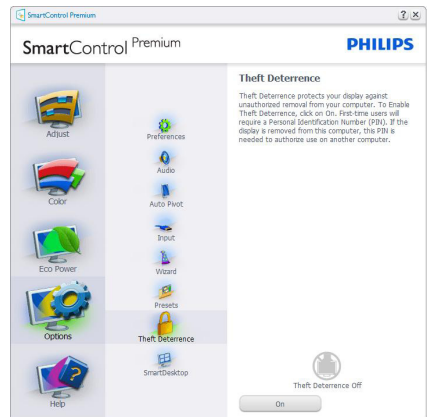 SmartControl Premium
SmartControl Premium
PHILIPS
Adjust
Color
Eco Power
Options
Help
Preferences
Audio
Auto Pivot
Input
Wizard
Presets
Theft Deterrence
SmartDesktop
Theft Deterrence
Theft Deterrence protects your display against
unauthorized removal from your computer. To Enable
Theft Deterrence, click on On. First-time users will
require a Personal Identification Number (PIN). If the
display is removed from this computer, this PIN is
needed to authorize use on another computer.
Theft Deterrence Off
On